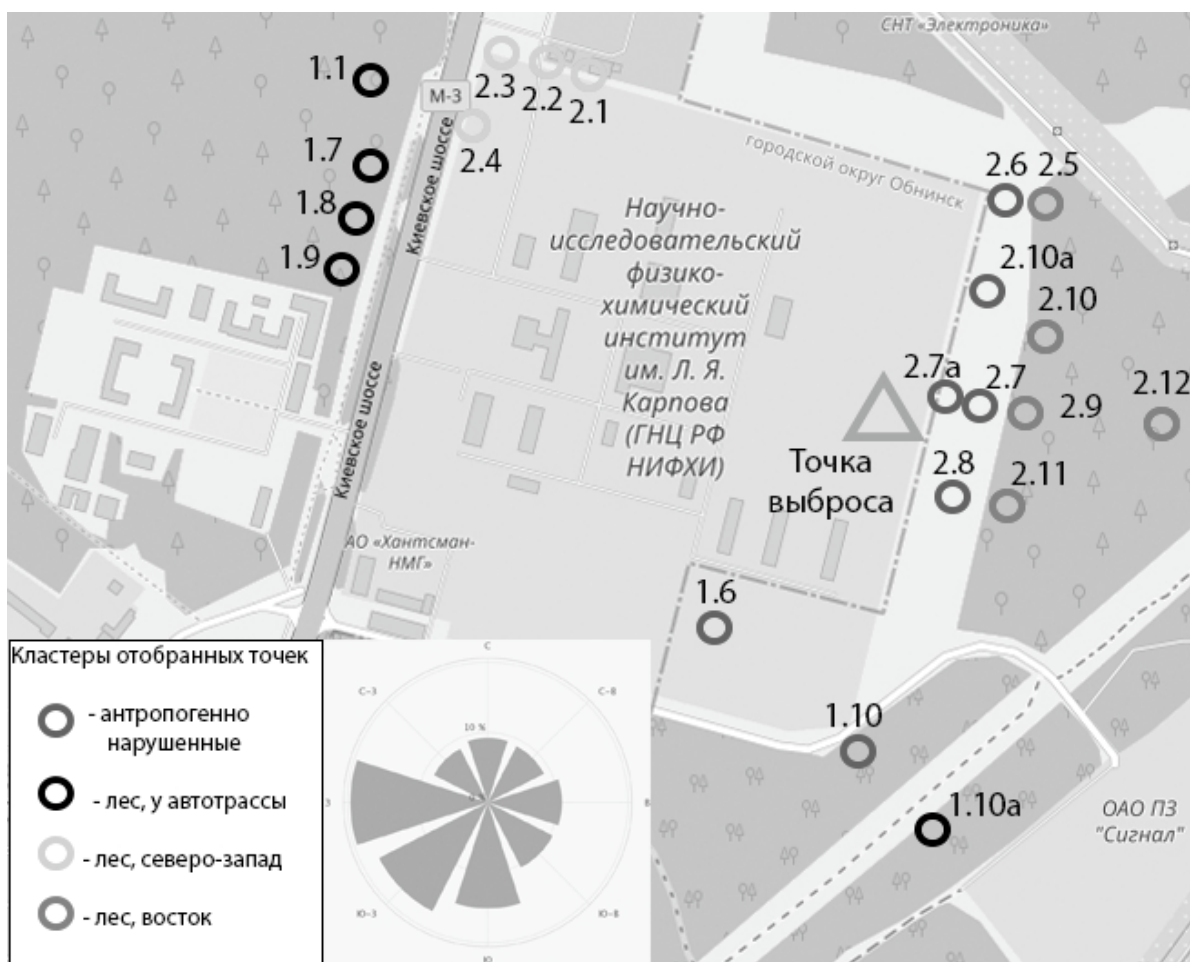 СНТ «Электроника»
1.1
2.3
2.2
2.1
М-3
2.4
1.7
1.8
1.9
Киевское шоссе
городской округ Обнинск
2.6
2.5
Научно-
исследовательский
физико-
химический
институт
им. Л. Я.
Карпова
(ГНЦ РФ
НИФХИ)
2.10а
2.10
2.7а
2.7
2.9
2.12
Точка
выброса
2.8
2.11
Киевское шоссе
АО «Хантсман-
НМГ»
1.6
1.10
1.10а
ОАО ПЗ
"Сигнал"
Кластеры отобранных точек
- антропогенно
нарушенные
- лес, у автотрассы
- лес, северо-запад
- лес, восток
С
С-З
С-В
10 %
0 %
З
В
Ю-З
Ю-В
Ю